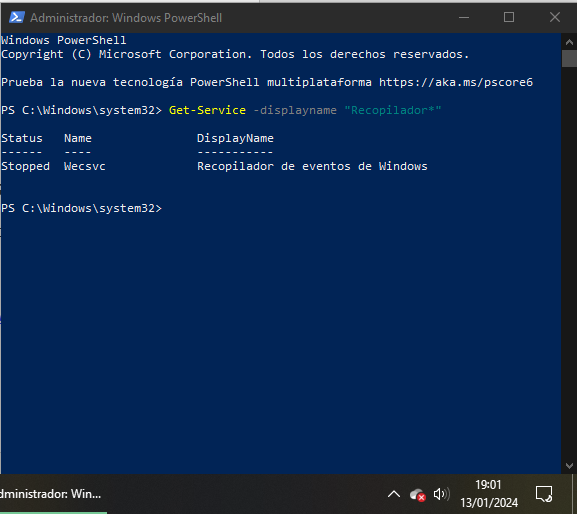 Administrador: Windows PowerShell
Windows PowerShell
Copyright (C) Microsoft Corporation. Todos los derechos reservados.
Prueba la nueva tecnología PowerShell multiplataforma https://aka.ms/pscore6
PS C:\Windows\system32> Get-Service -displayname "Recopilador*"
Status   Name               DisplayName
------   ----               -----------
Stopped  Wecsvc             Recopilador de eventos de Windows
PS C:\Windows\system32>
dministrador: Win...
19:01
13/01/2024